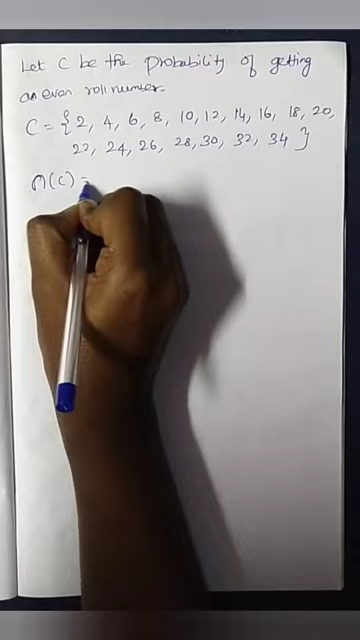 Let C be the Probability of getting
an even roll number.
C = {2, 4, 6, 8, 10, 12, 14, 16, 18, 20,
22, 24, 26, 28, 30, 32, 34}
n(C) =